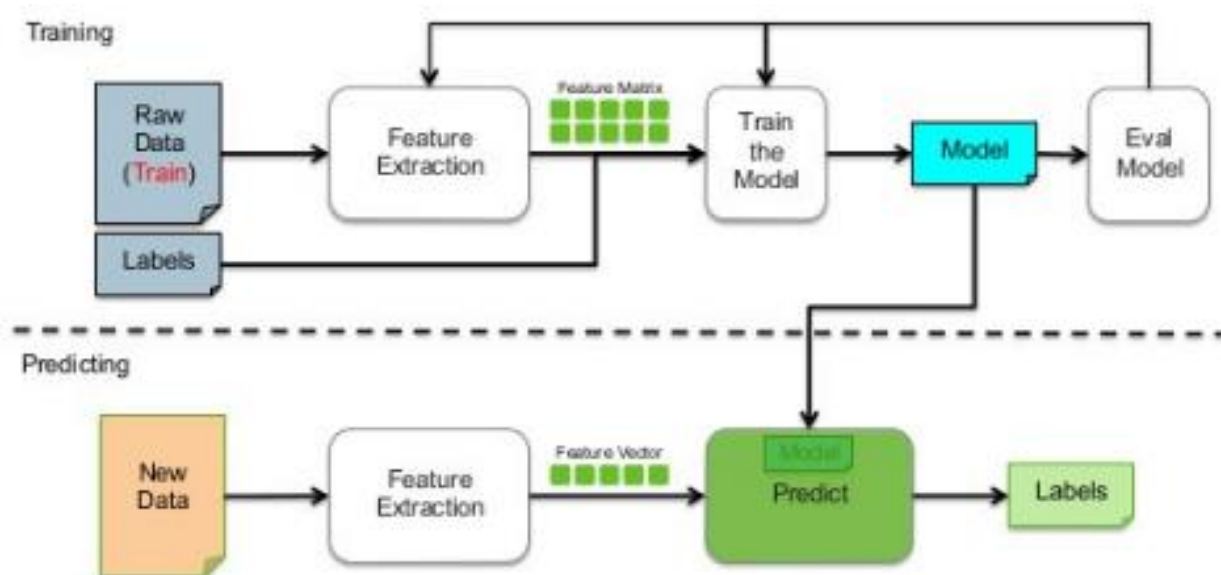 Training
Raw
Data
(Train)
Feature
Extraction
Feature Matrix
Train
the
Model
Model
Eval
Model
Labels
Predicting
New
Data
Feature
Extraction
Feature Vector
Model
Predict
Labels